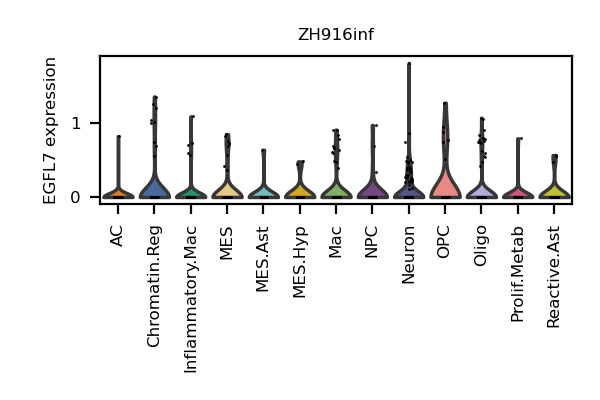 ZH916inf
EGFL7 expression
1
0
AC
Chromatin.Reg
Inflammatory.Mac
MES
MES.Ast
MES.Hyp
Mac
NPC
Neuron
OPC
Oligo
Prolif.Metab
Reactive.Ast